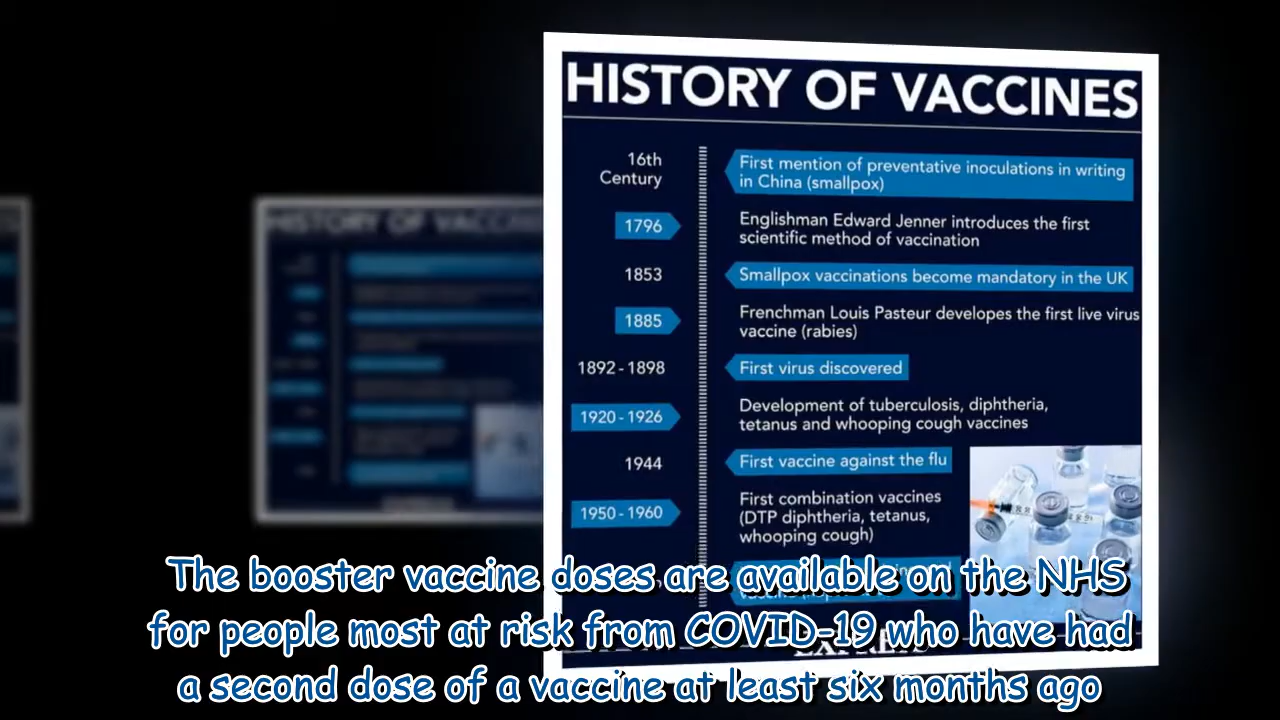 HISTORY OF VACCINES
16th
Century
First mention of preventative inoculations in writing
in China (smallpox)
1796
Englishman Edward Jenner introduces the first
scientific method of vaccination
1853
Smallpox vaccinations become mandatory in the UK
1885
Frenchman Louis Pasteur developes the first live virus
vaccine (rabies)
1892 - 1898
First virus discovered
1920 - 1926
Development of tuberculosis, diphtheria,
tetanus and whooping cough vaccines
1944
First vaccine against the flu
1950 - 1960
First combination vaccines
(DTP diphtheria, tetanus,
whooping cough)
The booster vaccine doses are available on the NHS
for people most at risk from COVID-19 who have had
a second dose of a vaccine at least six months ago